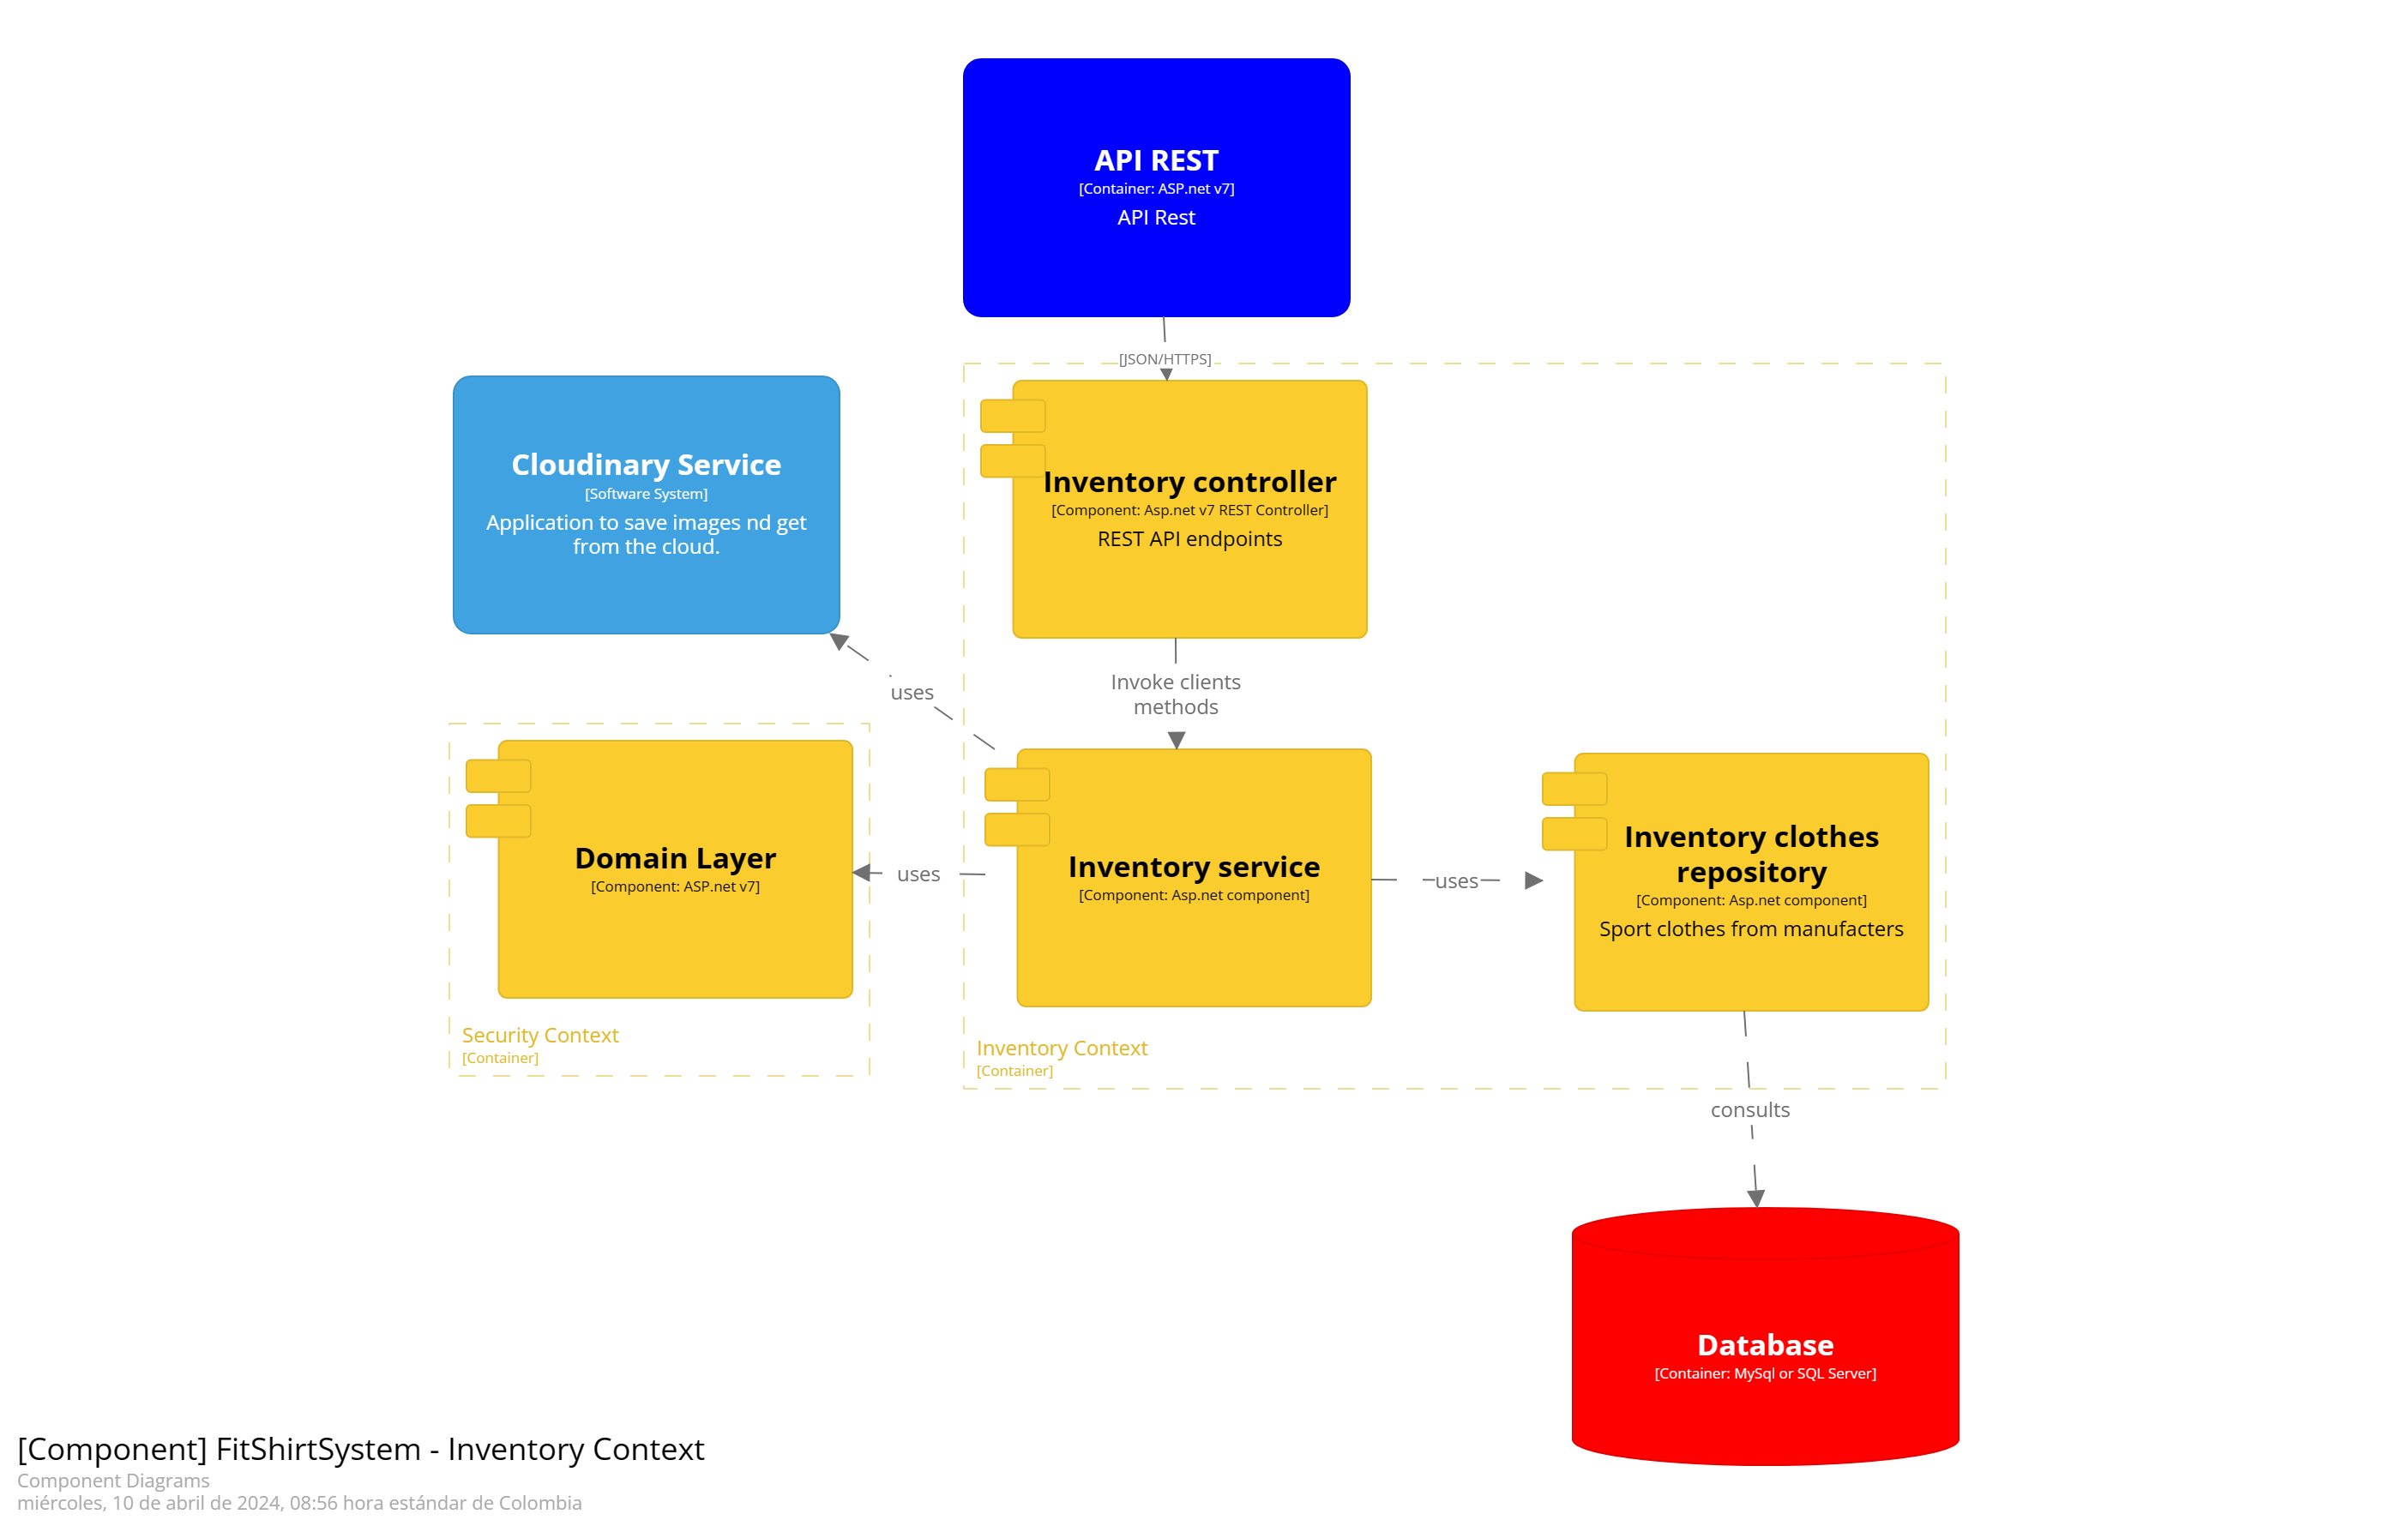 API REST
[Container: ASP.net v7]
API Rest
[JSON/HTTPS]
Cloudinary Service
[Software System]
Application to save images nd get
from the cloud.
Inventory controller
[Component: Asp.net v7 REST Controller]
REST API endpoints
uses
Invoke clients
methods
Domain Layer
[Component: ASP.net v7]
uses
Inventory service
[Component: Asp.net component]
uses
Inventory clothes
repository
[Component: Asp.net component]
Sport clothes from manufacters
Security Context
[Container]
Inventory Context
[Container]
consults
Database
[Container: MySql or SQL Server]
[Component] FitShirtSystem - Inventory Context
Component Diagrams
miércoles, 10 de abril de 2024, 08:56 hora estándar de Colombia